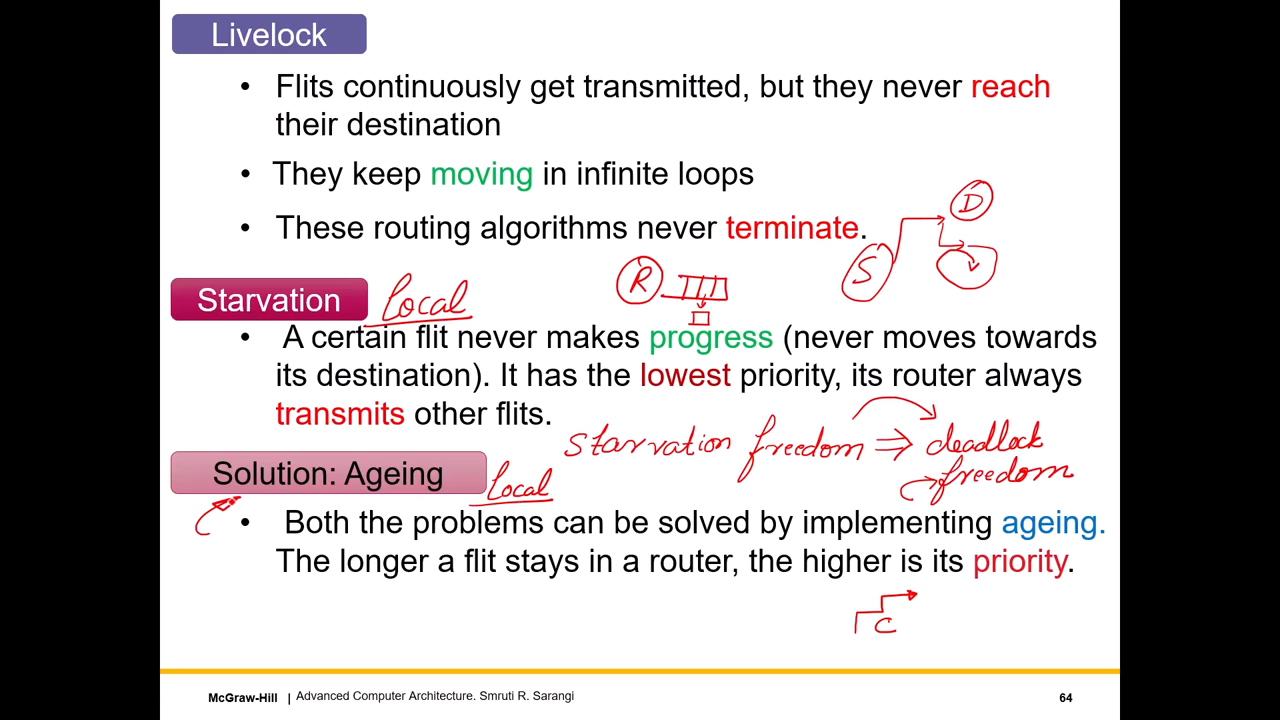 Livelock
• Flits continuously get transmitted, but they never reach
their destination
• They keep moving in infinite loops
• These routing algorithms never terminate.
D
S
R
Starvation Local
• A certain flit never makes progress (never moves towards
its destination). It has the lowest priority, its router always
transmits other flits.
Starvation freedom ⇒ deadlock
freedom
Solution: Ageing Local
• Both the problems can be solved by implementing ageing.
The longer a flit stays in a router, the higher is its priority.
C
McGraw-Hill | Advanced Computer Architecture. Smruti R. Sarangi 64